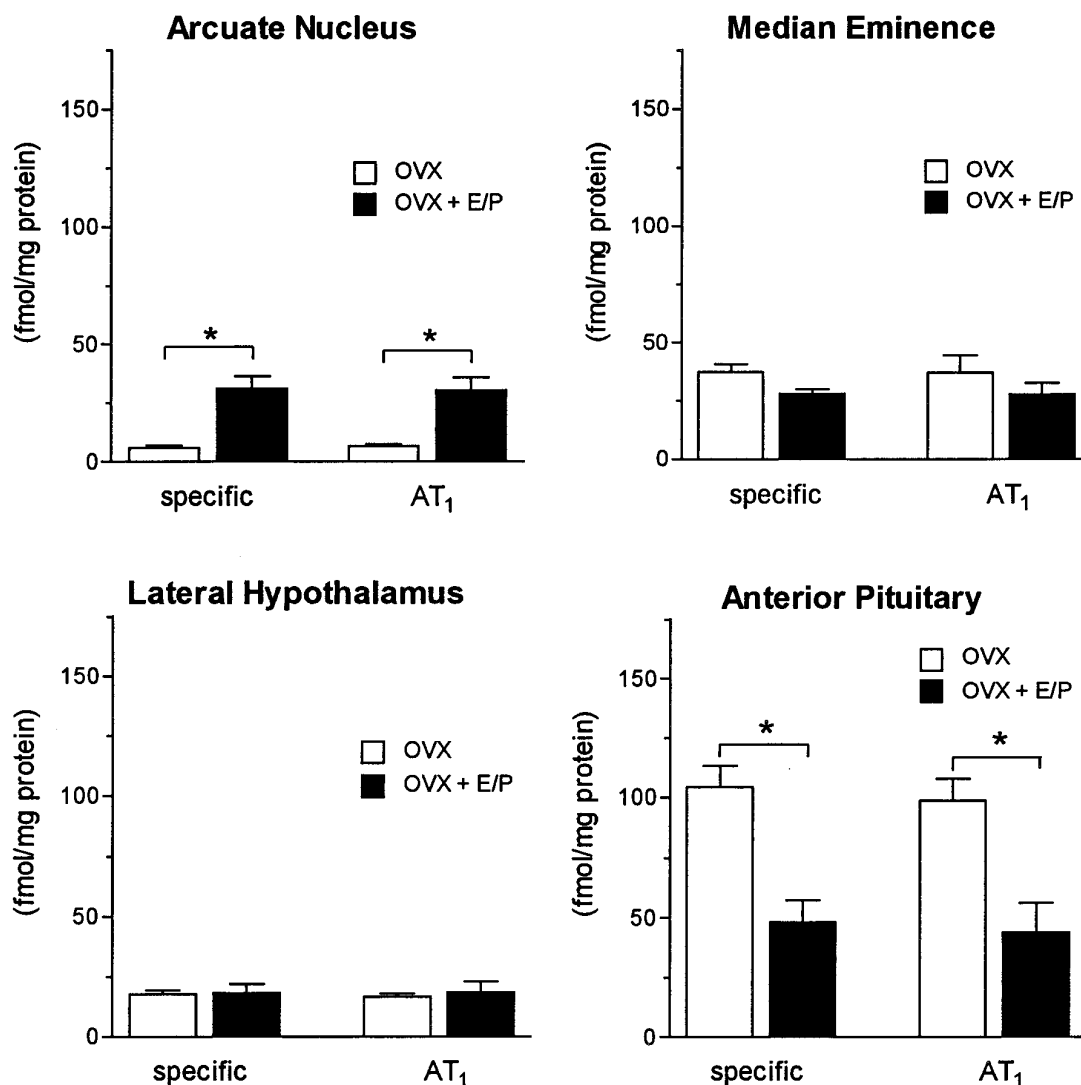 Arcuate Nucleus
(fmol/mg protein)
150
100
50
0
OVX
OVX + E/P
*
*
specific
AT₁
Median Eminence
(fmol/mg protein)
150
100
50
0
OVX
OVX + E/P
specific
AT₁
Lateral Hypothalamus
(fmol/mg protein)
150
100
50
0
OVX
OVX + E/P
specific
AT₁
Anterior Pituitary
(fmol/mg protein)
150
100
50
0
OVX
OVX + E/P
*
*
specific
AT₁